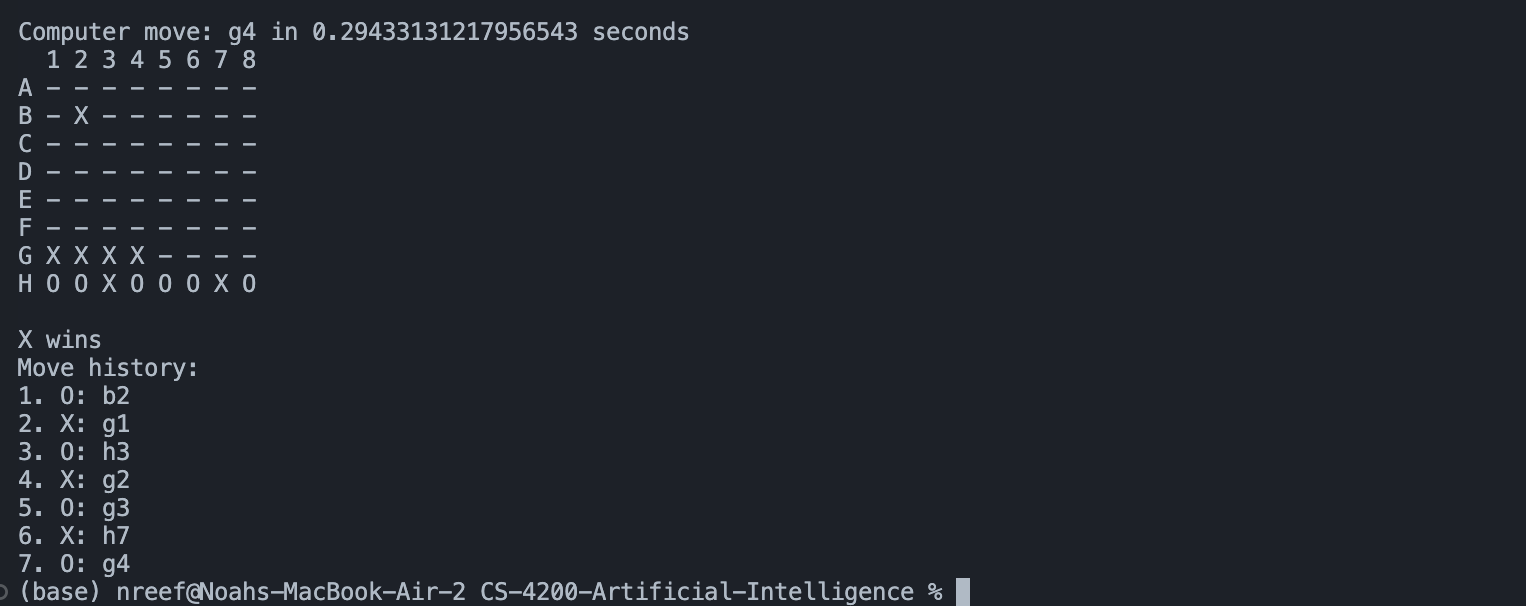 Computer move: g4 in 0.29433131217956543 seconds
  1 2 3 4 5 6 7 8
A - - - - - - - -
B - X - - - - - -
C - - - - - - - -
D - - - - - - - -
E - - - - - - - -
F - - - - - - - -
G X X X X - - - -
H O O X O O O X O
X wins
Move history:
1. O: b2
2. X: g1
3. O: h3
4. X: g2
5. O: g3
6. X: h7
7. O: g4
(base) nreef@Noahs-MacBook-Air-2 CS-4200-Artificial-Intelligence %